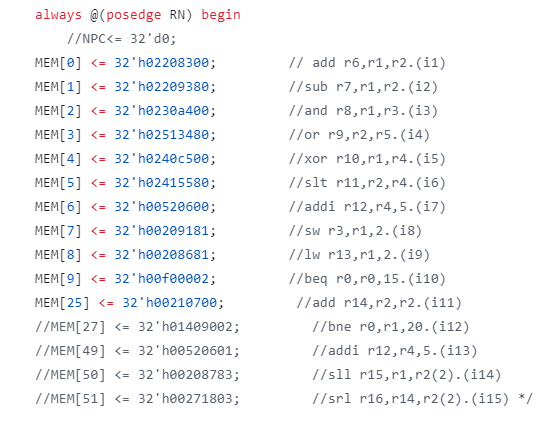 always @(posedge RN) begin
//NPC<= 32'd0;
MEM[0] <= 32'h02208300; // add r6,r1,r2.(i1)
MEM[1] <= 32'h02209380; //sub r7,r1,r2.(i2)
MEM[2] <= 32'h0230a400; //and r8,r1,r3.(i3)
MEM[3] <= 32'h02513480; //or r9,r2,r5.(i4)
MEM[4] <= 32'h0240c500; //xor r10,r1,r4.(i5)
MEM[5] <= 32'h02415580; //slt r11,r2,r4.(i6)
MEM[6] <= 32'h00520600; //addi r12,r4,5.(i7)
MEM[7] <= 32'h00209181; //sw r3,r1,2.(i8)
MEM[8] <= 32'h00208681; //lw r13,r1,2.(i9)
MEM[9] <= 32'h00f00002; //beq r0,r0,15.(i10)
MEM[25] <= 32'h00210700; //add r14,r2,r2.(i11)
//MEM[27] <= 32'h01409002; //bne r0,r1,20.(i12)
//MEM[49] <= 32'h00520601; //addi r12,r4,5.(i13)
//MEM[50] <= 32'h00208783; //sll r15,r1,r2(2).(i14)
//MEM[51] <= 32'h00271803; //srl r16,r14,r2(2).(i15) */